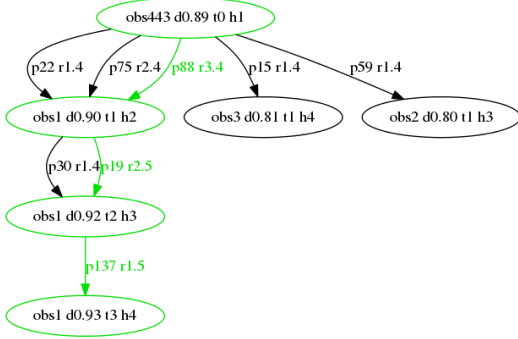 obs443 d0.89 t0 h1
p22 r1.4 p75 r2.4 p88 r3.4 p15 r1.4 p59 r1.4
obs1 d0.90 t1 h2 obs3 d0.81 t1 h4 obs2 d0.80 t1 h3
p30 r1.4 p19 r2.5
obs1 d0.92 t2 h3
p137 r1.5
obs1 d0.93 t3 h4